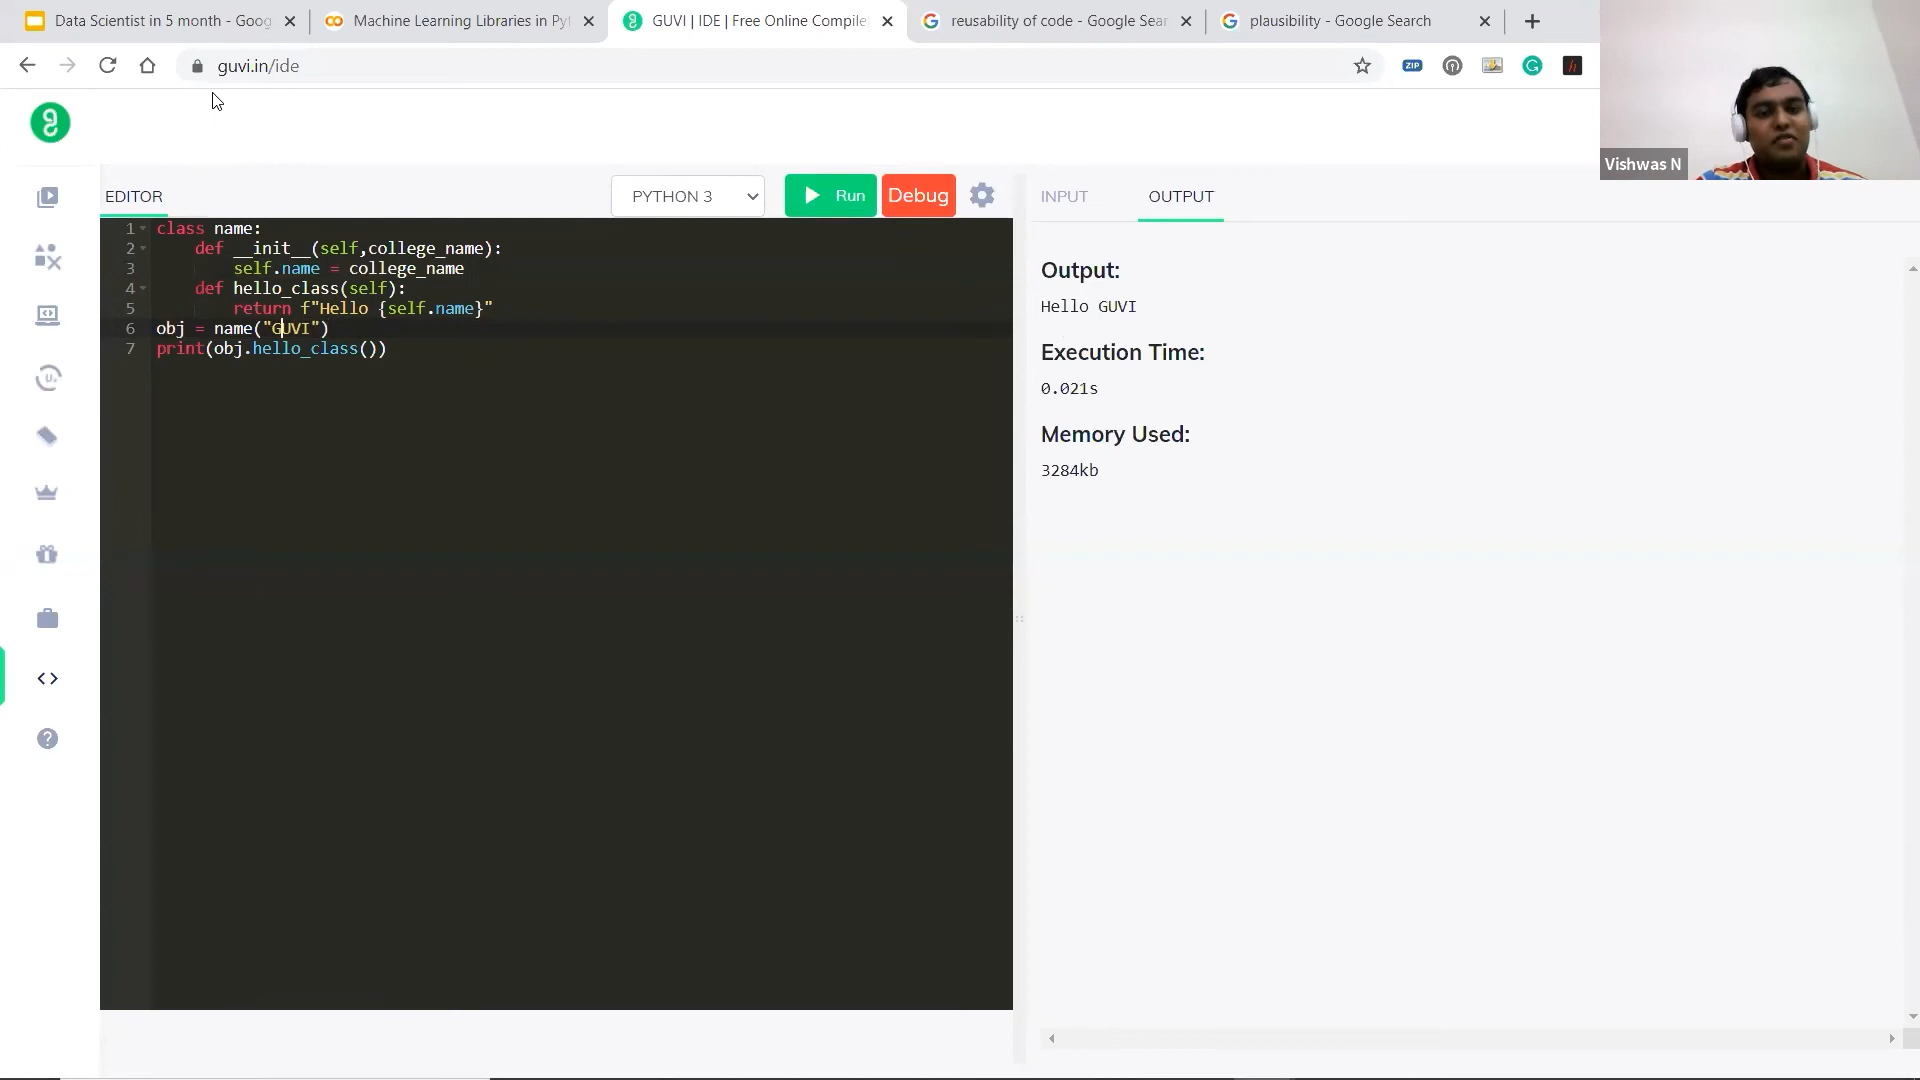 Data Scientist in 5 month - Goog
Machine Learning Libraries in Pyt
GUVI | IDE | Free Online Compile
reusability of code - Google Sear
plausibility - Google Search
guvi.in/ide
ZIP
Vishwas N
EDITOR
PYTHON 3
Run
Debug
INPUT
OUTPUT
1 class name:
2 def __init__(self,college_name):
3 self.name = college_name
4 def hello_class(self):
5 return f"Hello {self.name}"
6 obj = name("GUVI")
7 print(obj.hello_class())
Output:
Hello GUVI
Execution Time:
0.021s
Memory Used:
3284kb